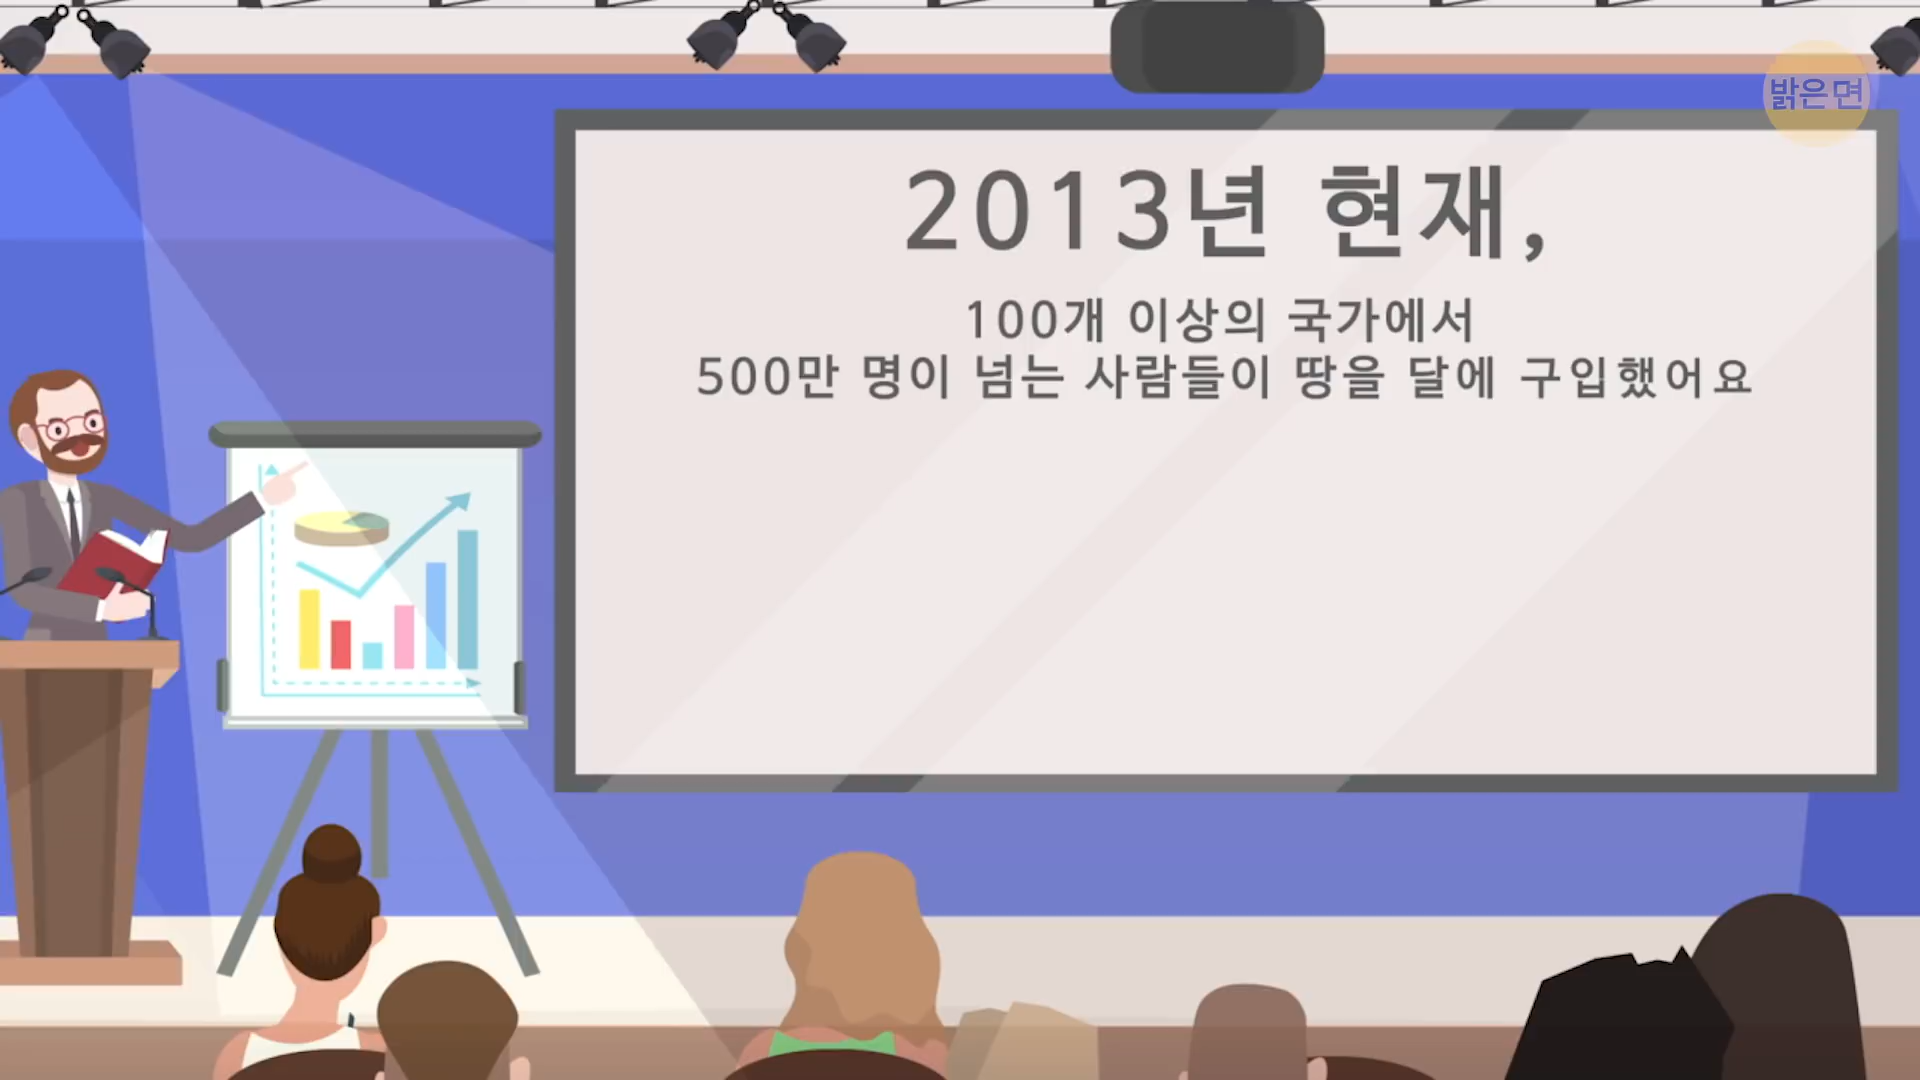 밝은면
2013년 현재,
100개 이상의 국가에서
500만 명이 넘는 사람들이 땅을 달에 구입했어요